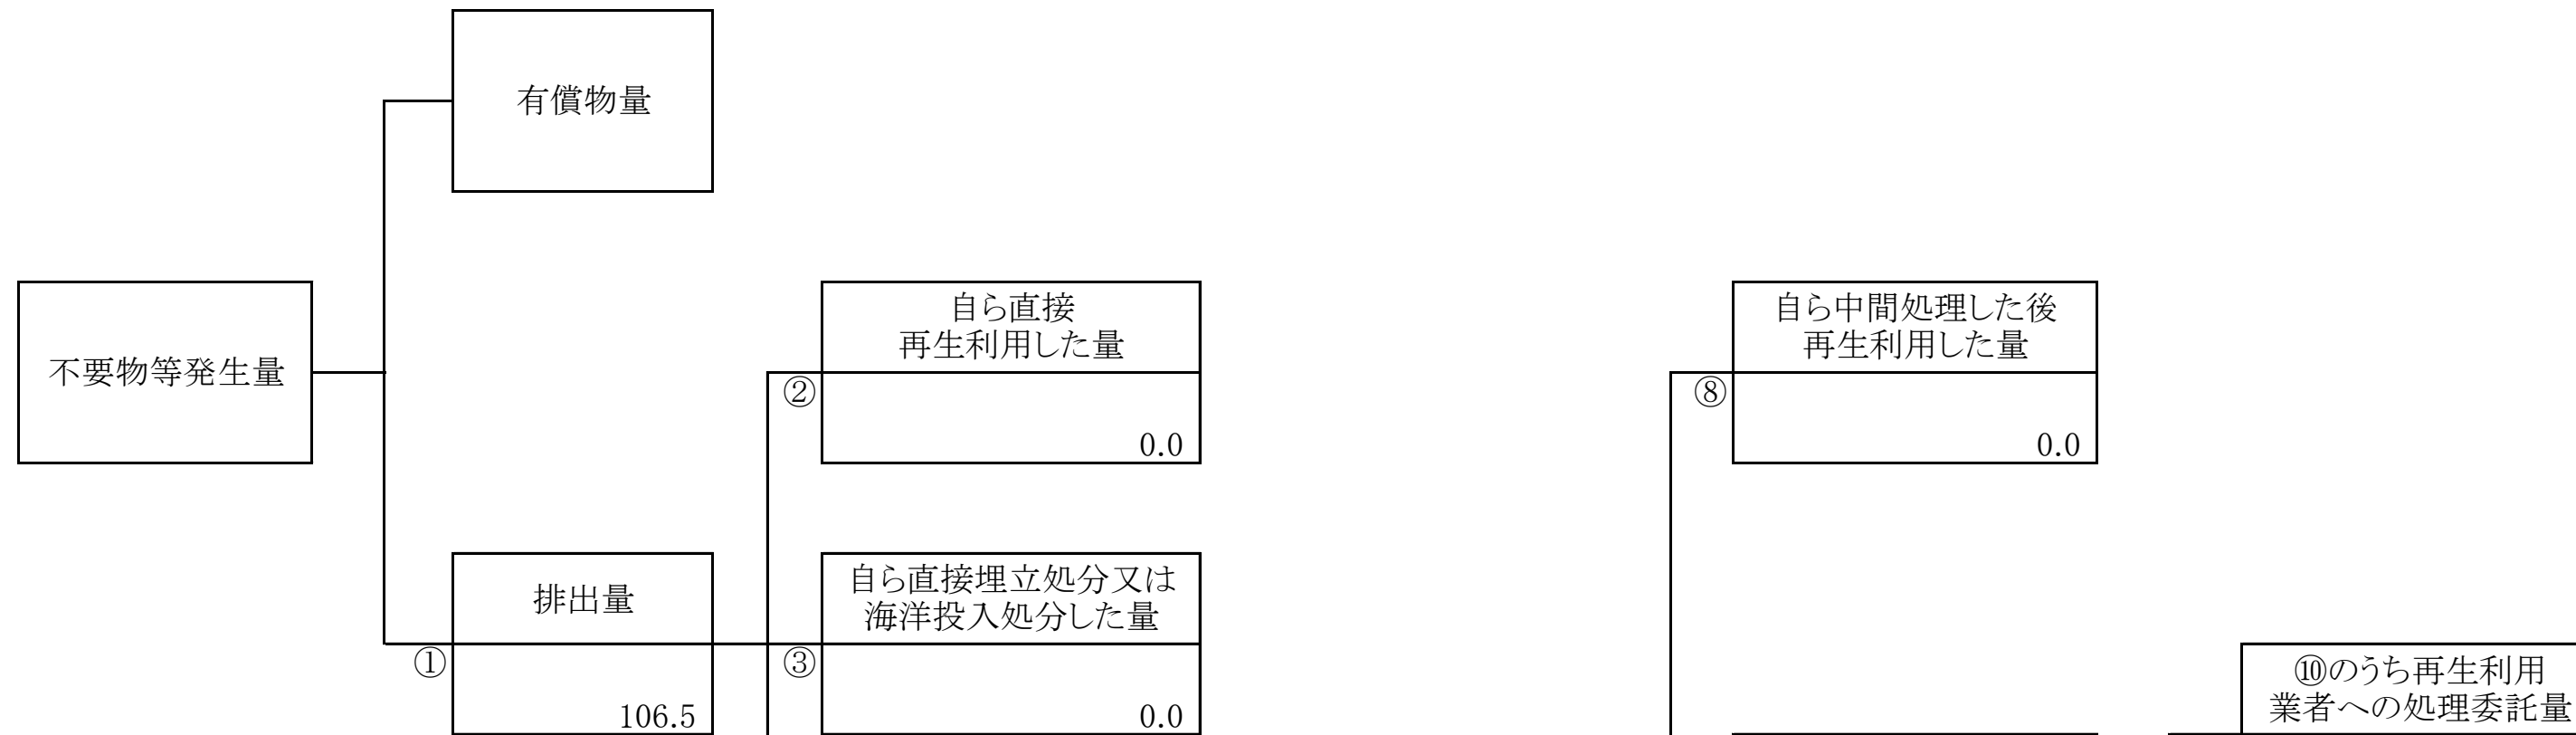 有償物量
不要物等発生量
自ら直接
再生利用した量
②
0.0
自ら中間処理した後
再生利用した量
⑧
0.0
排出量
①
106.5
自ら直接埋立処分又は
海洋投入処分した量
③
0.0
⑩のうち再生利用
業者への処理委託量